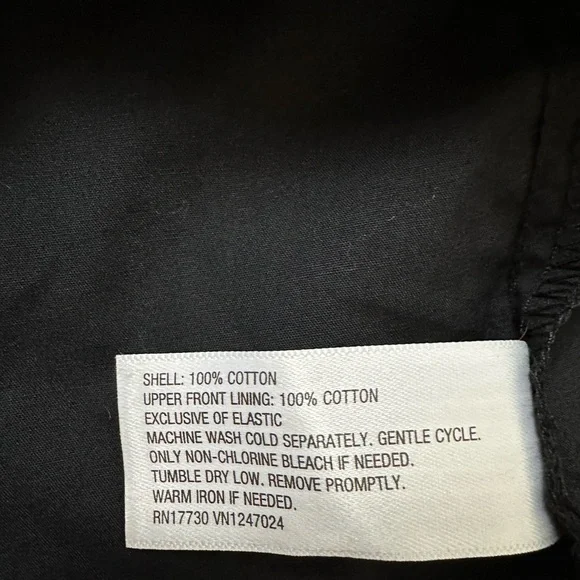 SHELL: 100% COTTON
UPPER FRONT LINING: 100% COTTON
EXCLUSIVE OF ELASTIC
MACHINE WASH COLD SEPARATELY. GENTLE CYCLE.
ONLY NON-CHLORINE BLEACH IF NEEDED.
TUMBLE DRY LOW. REMOVE PROMPTLY.
WARM IRON IF NEEDED.
RN17730 VN1247024